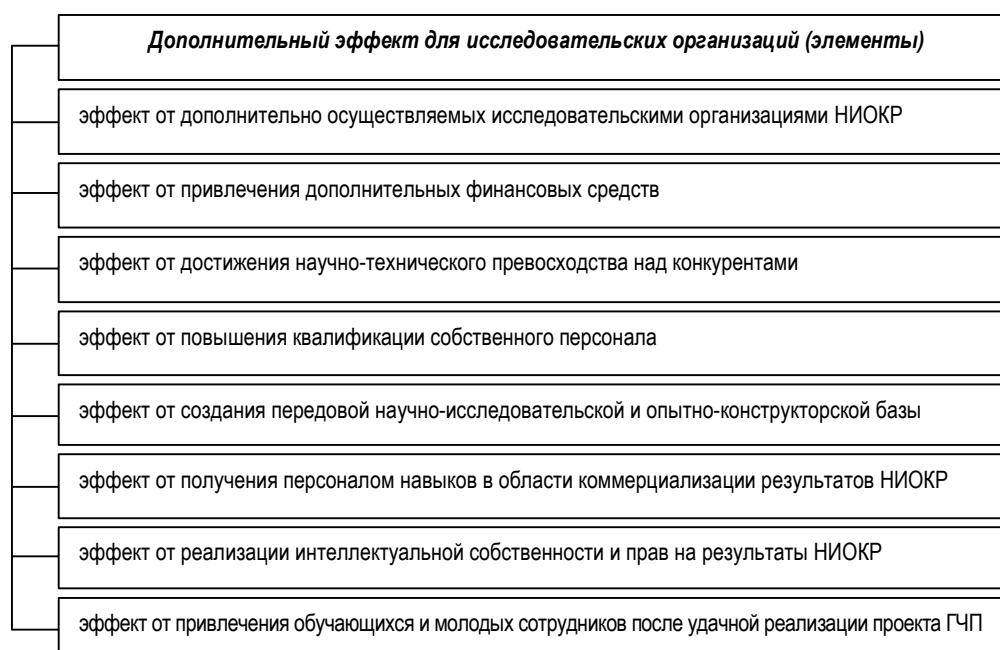 Дополнительный эффект для исследовательских организаций (элементы)
эффект от дополнительно осуществляемых исследовательскими организациями НИОКР
эффект от привлечения дополнительных финансовых средств
эффект от достижения научно-технического превосходства над конкурентами
эффект от повышения квалификации собственного персонала
эффект от создания передовой научно-исследовательской и опытно-конструкторской базы
эффект от получения персоналом навыков в области коммерциализации результатов НИОКР
эффект от реализации интеллектуальной собственности и прав на результаты НИОКР
эффект от привлечения обучающихся и молодых сотрудников после удачной реализации проекта ГЧП